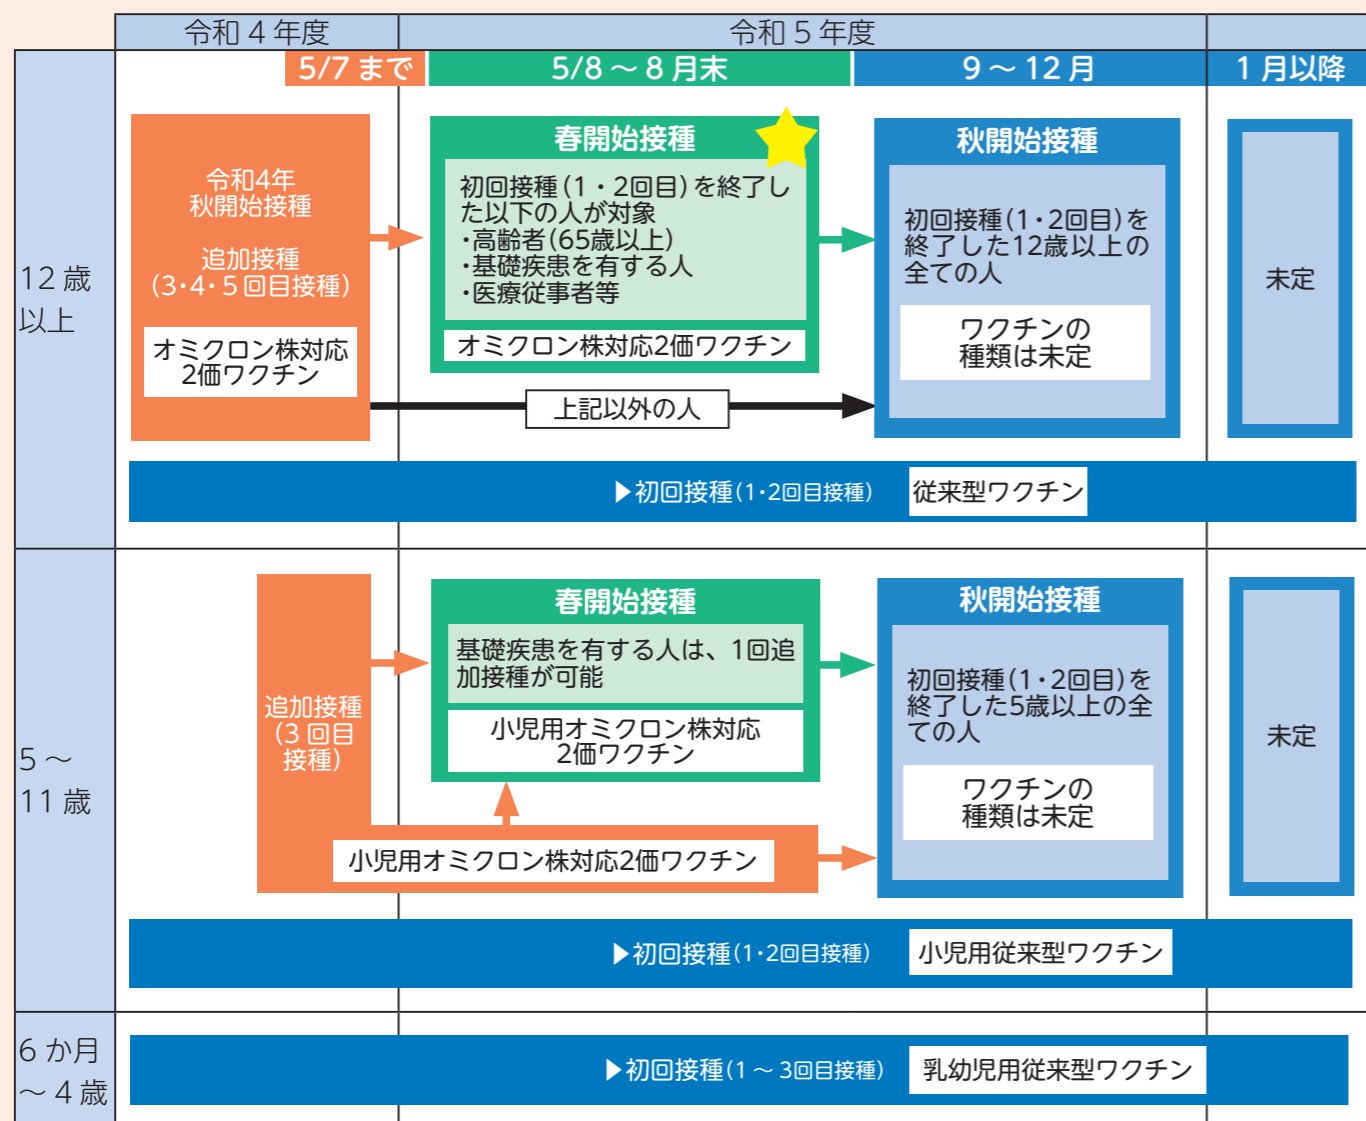 令和 4 年度
令和 5 年度
5/7 まで
5/8 ～ 8 月末
9 ～ 12 月
1 月以降
12 歳
以上
令和4年
秋開始接種
追加接種
(3・4・5 回目接種)
オミクロン株対応
2価ワクチン
春開始接種
初回接種(1・2回目)を終了し
た以下の人が対象
・高齢者(65歳以上)
・基礎疾患を有する人
・医療従事者等
オミクロン株対応2価ワクチン
上記以外の人
秋開始接種
初回接種(1・2回目)を
終了した12歳以上の
全ての人
ワクチンの
種類は未定
未定
▶初回接種(1・2回目接種) 従来型ワクチン
5 ～
11 歳
追加接種
(3 回目
接種)
春開始接種
基礎疾患を有する人は、1回追
加接種が可能
小児用オミクロン株対応
2価ワクチン
小児用オミクロン株対応2価ワクチン
秋開始接種
初回接種(1・2回目)を
終了した5歳以上の全
ての人
ワクチンの
種類は未定
未定
▶初回接種(1・2回目接種) 小児用従来型ワクチン
6 か月
～ 4 歳
▶初回接種(1 ～ 3回目接種) 乳幼児用従来型ワクチン